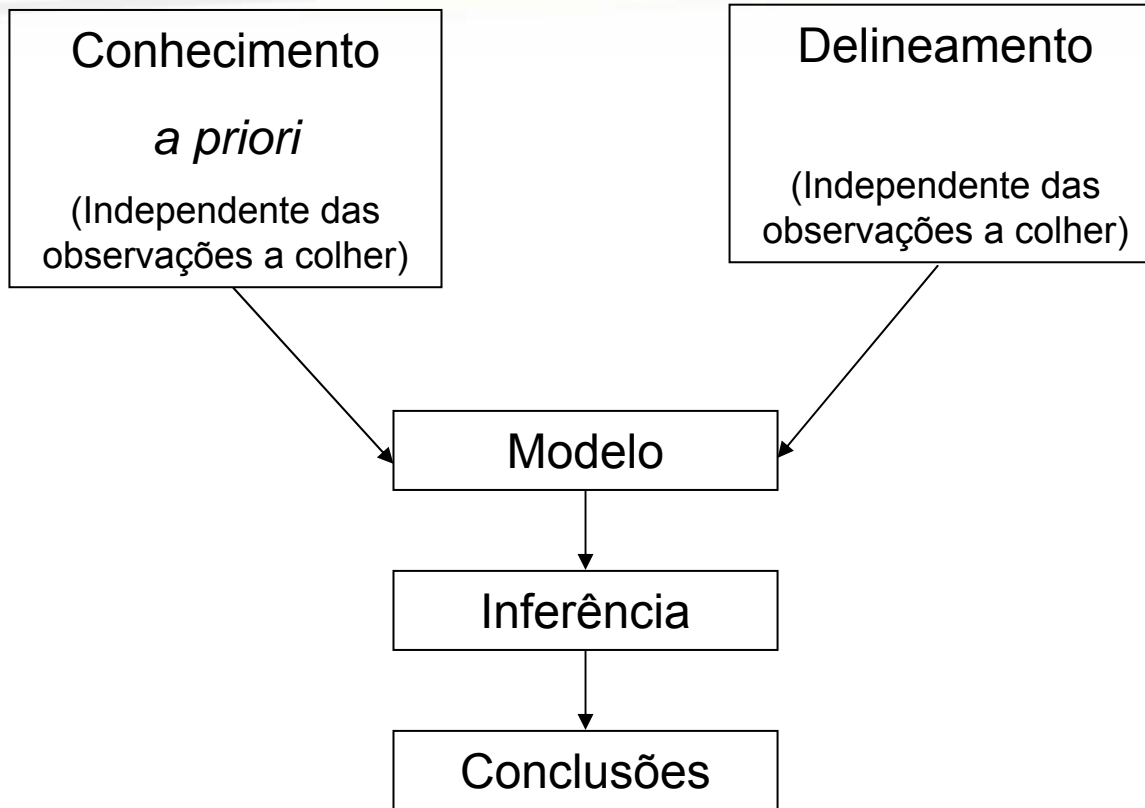 Conhecimento
a priori
(Independente das
observações a colher)
Delineamento
(Independente das
observações a colher)
Modelo
Inferência
Conclusões